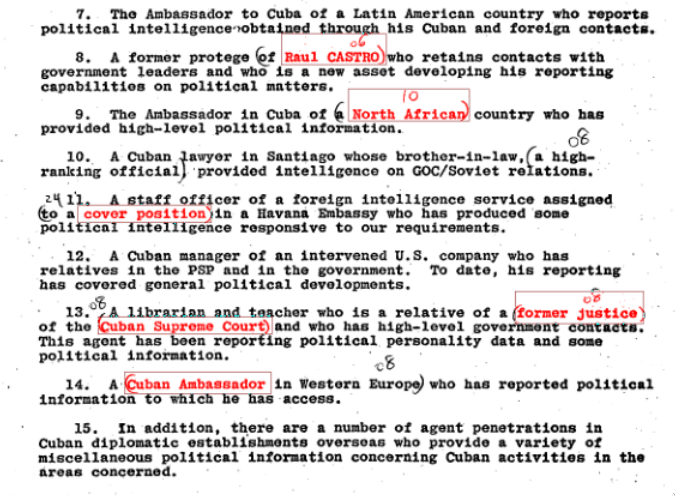 7. The Ambassador to Cuba of a Latin American country who reports
political intelligence obtained through his Cuban and foreign contacts.
06
8. A former protege (of Raul CASTRO) who retains contacts with
government leaders and who is a new asset developing his reporting
capabilities on political matters.
10
9. The Ambassador in Cuba of (a North African) country who has
provided high-level political information.
08
10. A Cuban lawyer in Santiago whose brother-in-law, (a high-
ranking official) provided intelligence on GOC/Soviet relations.
24 11. A staff officer of a foreign intelligence service assigned
(to a cover position) in a Havana Embassy who has produced some
political intelligence responsive to our requirements.
12. A Cuban manager of an intervened U.S. company who has
relatives in the PSP and in the government. To date, his reporting
has covered general political developments.
08 08
13. (A librarian and teacher who is a relative of a (former justice)
of the (Cuban Supreme Court) and who has high-level government contacts.
This agent has been reporting political personality data and some
political information.
08
14. A (Cuban Ambassador in Western Europe) who has reported political
information to which he has access.
15. In addition, there are a number of agent penetrations in
Cuban diplomatic establishments overseas who provide a variety of
miscellaneous political information concerning Cuban activities in the
areas concerned.